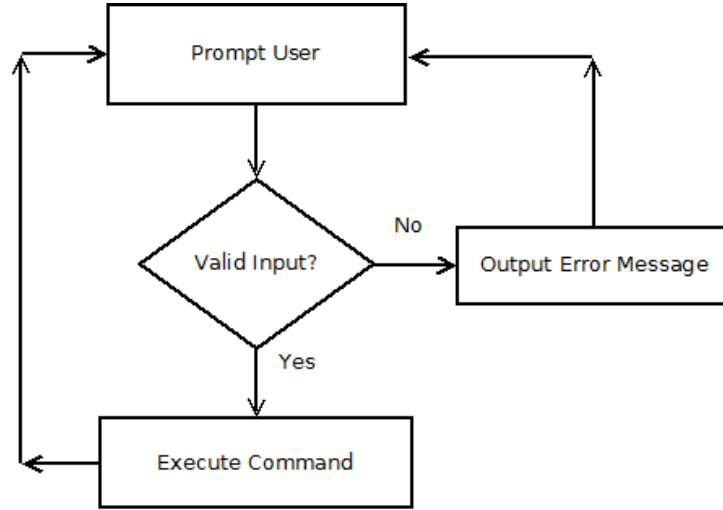 Prompt User
Valid Input?
No
Output Error Message
Yes
Execute Command